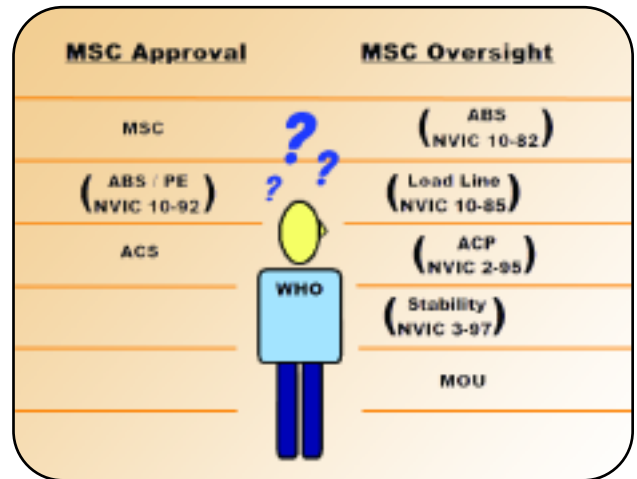 MSC Approval
MSC
ABS / PE
NVIC 10-92
ACS
?
?
?
WHO
MSC Oversight
ABS
NVIC 10-82
Load Line
NVIC 10-85
ACP
NVIC 2-95
Stability
NVIC 3-97
MOU